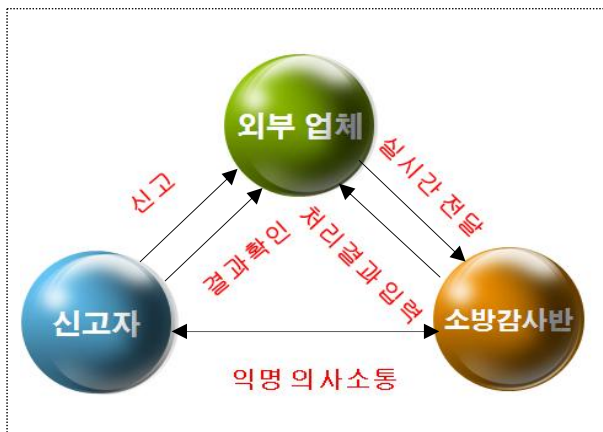 외부 업체
신고
실시간 전달
결과확인
처리결과 입력
신고자
소방감사반
익명 의사소통